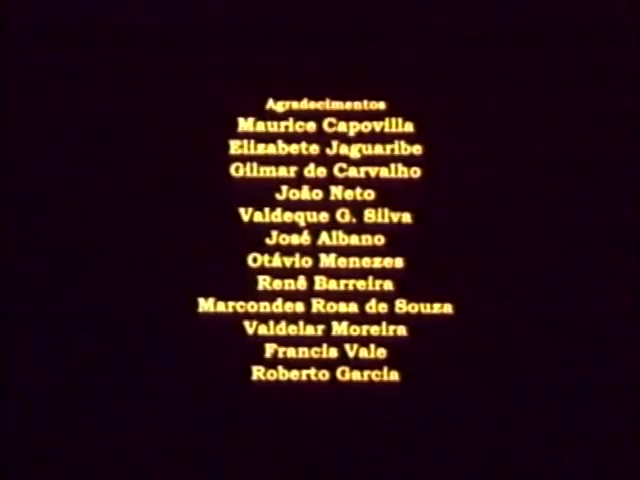 Agradecimentos
Maurice Capovilla
Elizabete Jaguaribe
Gilmar de Carvalho
João Neto
Valdeque G. Silva
José Albano
Otávio Menezes
Renê Barreira
Marcondes Rosa de Souza
Valdelar Moreira
Francis Vale
Roberto Garcia